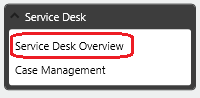 Service Desk
Service Desk Overview
Case Management